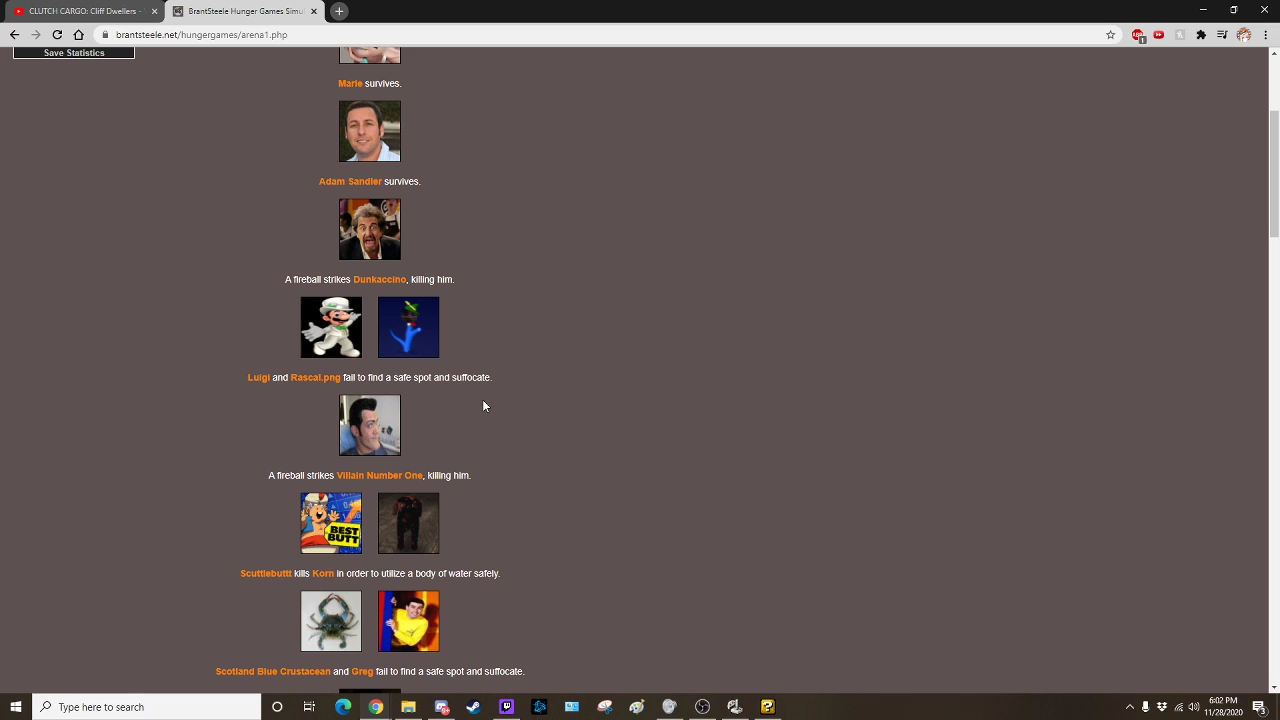 CLUTCH CARGO: Cliff Dwellers -
BrantSteele Hunger Games Simu
brantsteele.net/hungergames/arena1.php
1
Save Statistics
Marie survives.
Adam Sandler survives.
A fireball strikes Dunkaccino, killing him.
Luigi and Rascal.png fail to find a safe spot and suffocate.
A fireball strikes Villain Number One, killing him.
BEST
BUTT
Scuttlebuttt kills Korn in order to utilize a body of water safely.
Scotland Blue Crustacean and Greg fail to find a safe spot and suffocate.
Type here to search
6:02 PM
11/28/2020